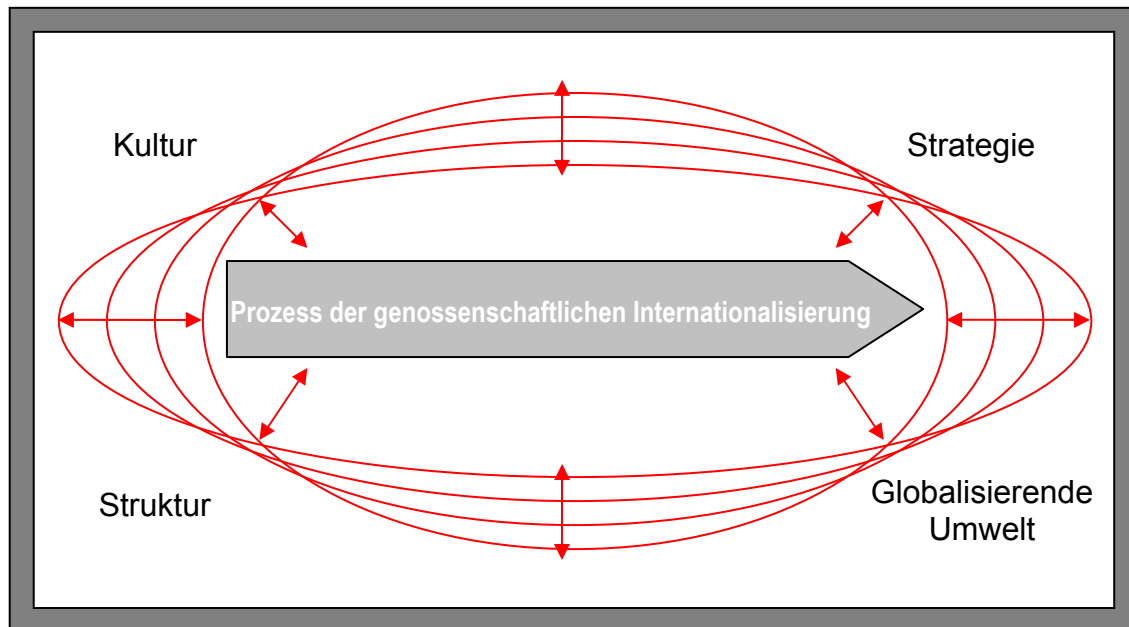 Kultur
Strategie
Prozess der genossenschaftlichen Internationalisierung
Struktur
Globalisierende
Umwelt